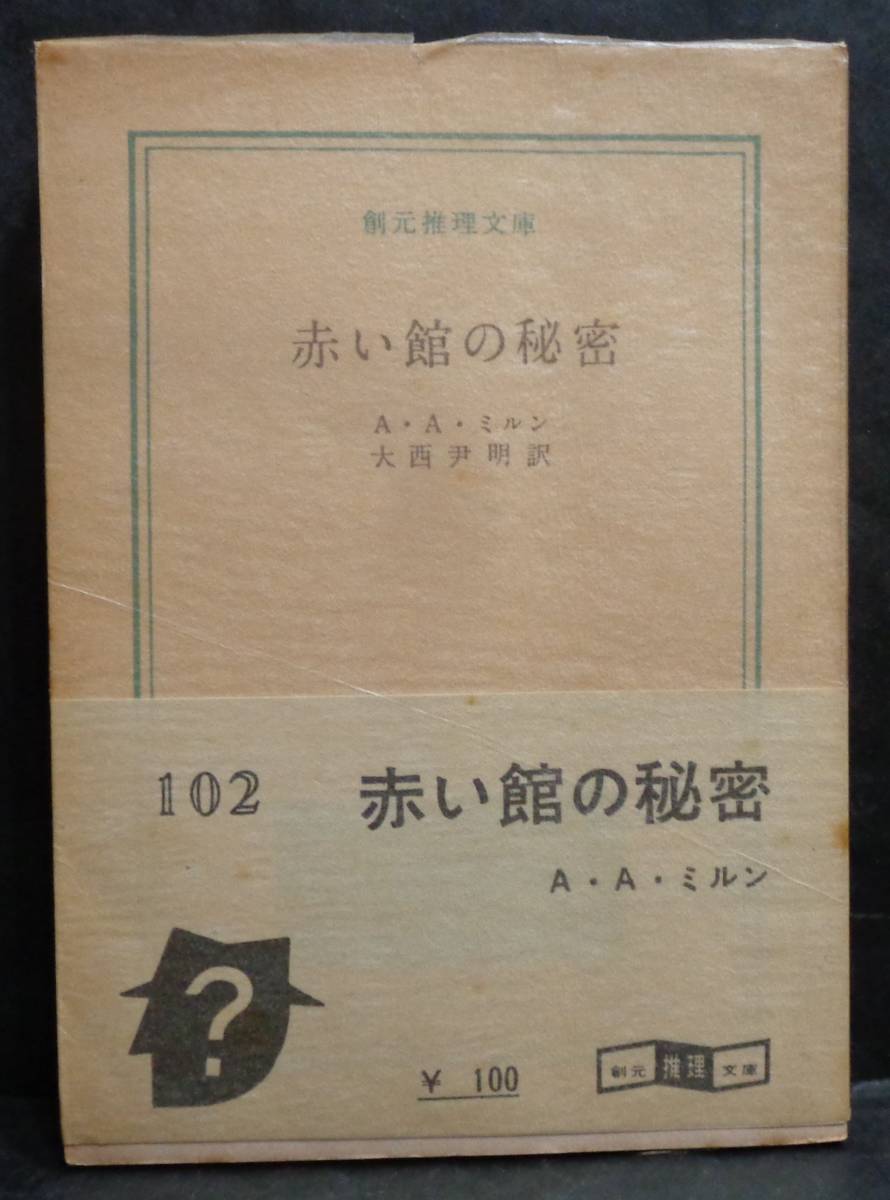 創元推理文庫
赤い館の秘密
A・A・ミルン
大西尹明訳
102 赤い館の秘密
A・A・ミルン
?
¥ 100
創元 推理 文庫